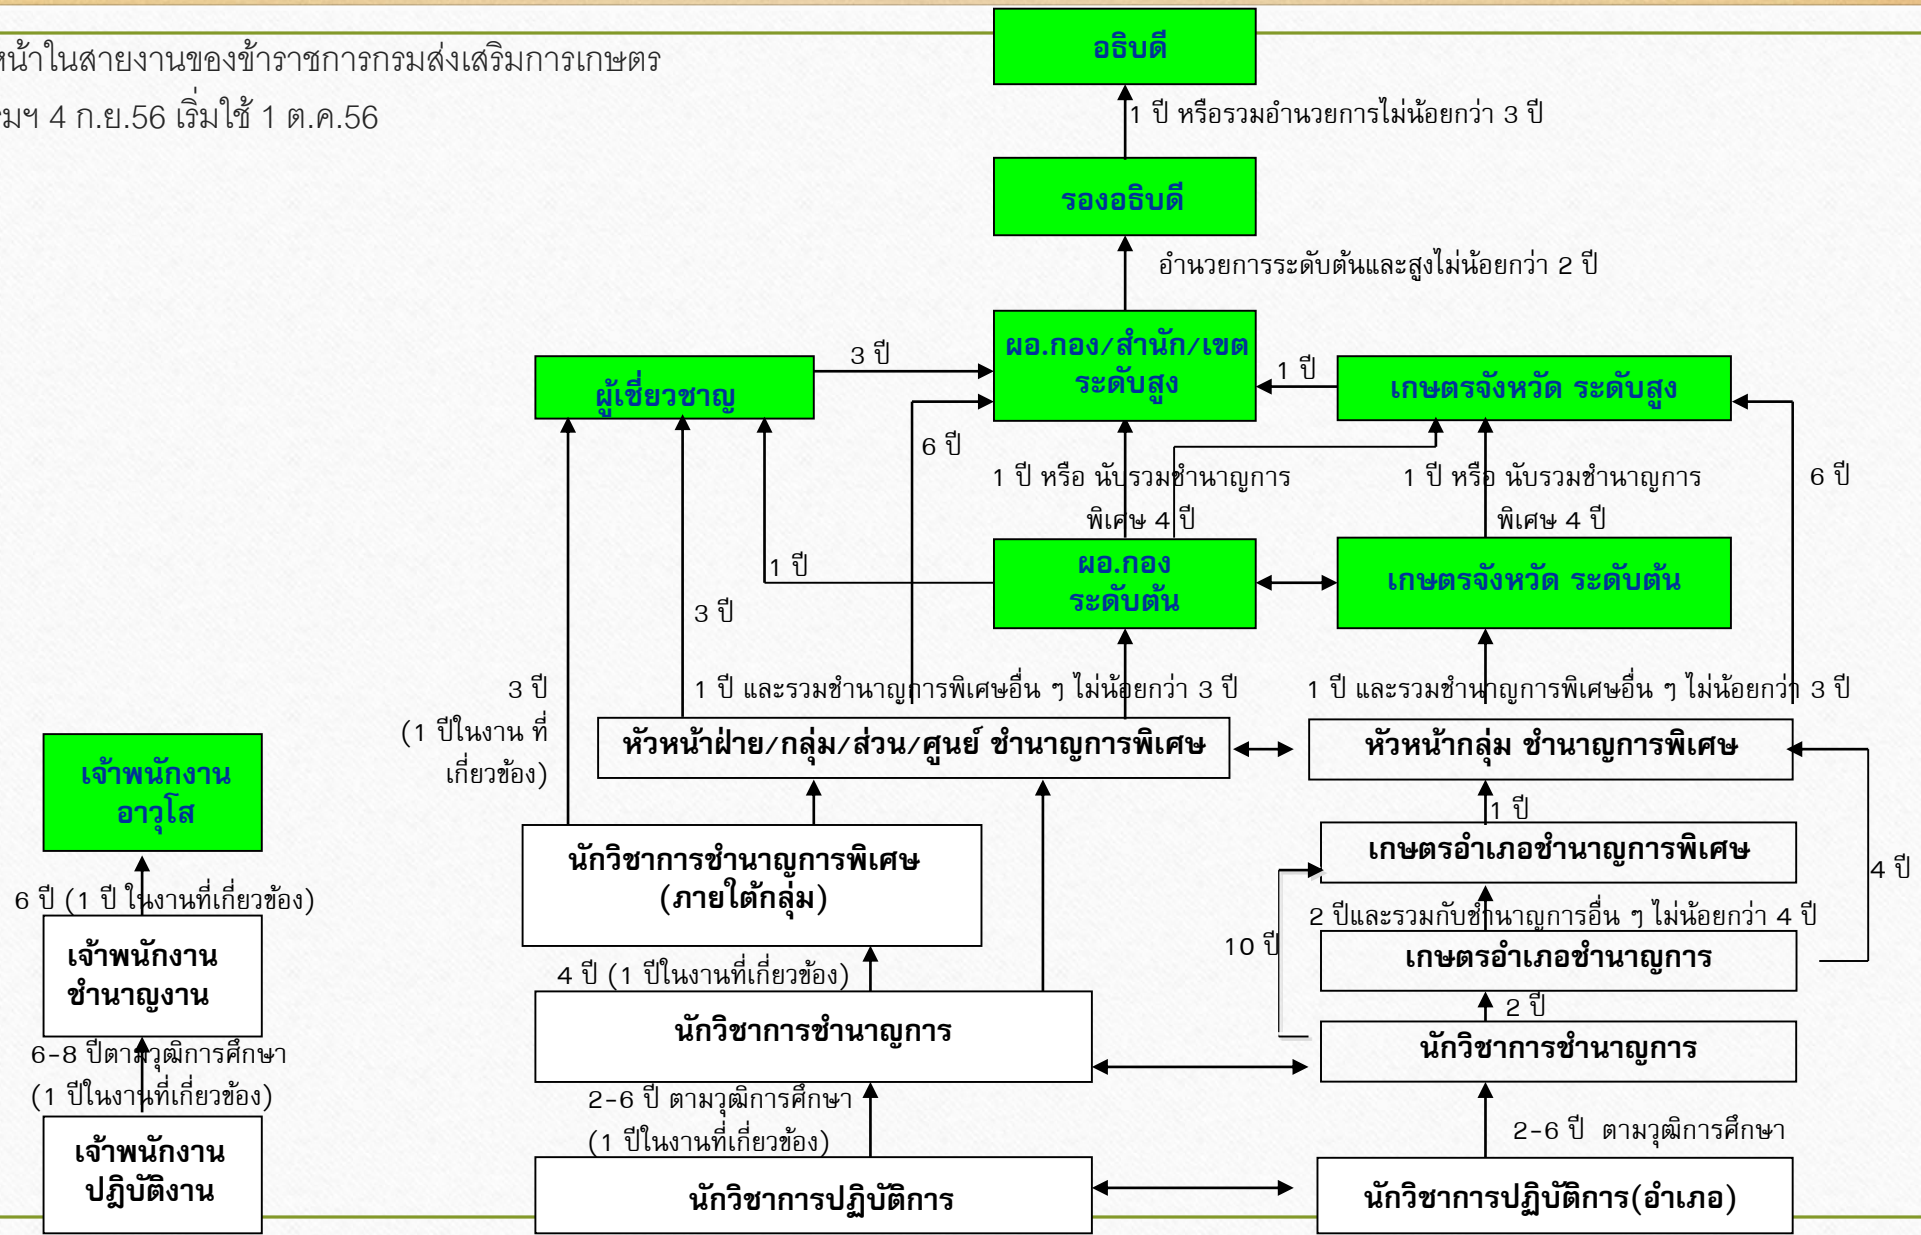 หน้าในสายงานของข้าราชการกรมส่งเสริมการเกษตร
มฯ 4 ก.ย.56 เริ่มใช้ 1 ต.ค.56
อธิบดี
1 ปี หรือรวมอำนวยการไม่น้อยกว่า 3 ปี
รองอธิบดี
อำนวยการระดับต้นและสูงไม่น้อยกว่า 2 ปี
ผอ.กอง/สำนัก/เขต
ระดับสูง
3 ปี
ผู้เชี่ยวชาญ
1 ปี
เกษตรจังหวัด ระดับสูง
6 ปี
1 ปี หรือ นับรวมชำนาญการ
พิเศษ 4 ปี
1 ปี หรือ นับรวมชำนาญการ
พิเศษ 4 ปี
6 ปี
1 ปี
ผอ.กอง
ระดับต้น
เกษตรจังหวัด ระดับต้น
3 ปี
3 ปี
(1 ปีในงาน ที่
เกี่ยวข้อง)
1 ปี และรวมชำนาญการพิเศษอื่น ๆ ไม่น้อยกว่า 3 ปี
1 ปี และรวมชำนาญการพิเศษอื่น ๆ ไม่น้อยกว่า 3 ปี
หัวหน้าฝ่าย/กลุ่ม/ส่วน/ศูนย์ ชำนาญการพิเศษ
หัวหน้ากลุ่ม ชำนาญการพิเศษ
เจ้าพนักงาน
อาวุโส
1 ปี
นักวิชาการชำนาญการพิเศษ
(ภายใต้กลุ่ม)
เกษตรอำเภอชำนาญการพิเศษ
4 ปี
6 ปี (1 ปี ในงานที่เกี่ยวข้อง)
2 ปีและรวมกับชำนาญการอื่น ๆ ไม่น้อยกว่า 4 ปี
10 ปี
เจ้าพนักงาน
ชำนาญงาน
เกษตรอำเภอชำนาญการ
4 ปี (1 ปีในงานที่เกี่ยวข้อง)
2 ปี
นักวิชาการชำนาญการ
นักวิชาการชำนาญการ
6-8 ปีตามวุฒิการศึกษา
(1 ปีในงานที่เกี่ยวข้อง)
2-6 ปี ตามวุฒิการศึกษา
(1 ปีในงานที่เกี่ยวข้อง)
2-6 ปี ตามวุฒิการศึกษา
เจ้าพนักงาน
ปฏิบัติงาน
นักวิชาการปฏิบัติการ
นักวิชาการปฏิบัติการ(อำเภอ)